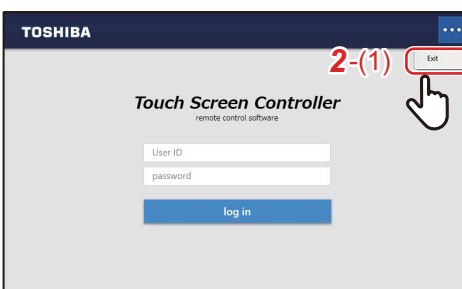 TOSHIBA
...
2-(1)
Exit
Touch Screen Controller
remote control software
User ID
password
log in